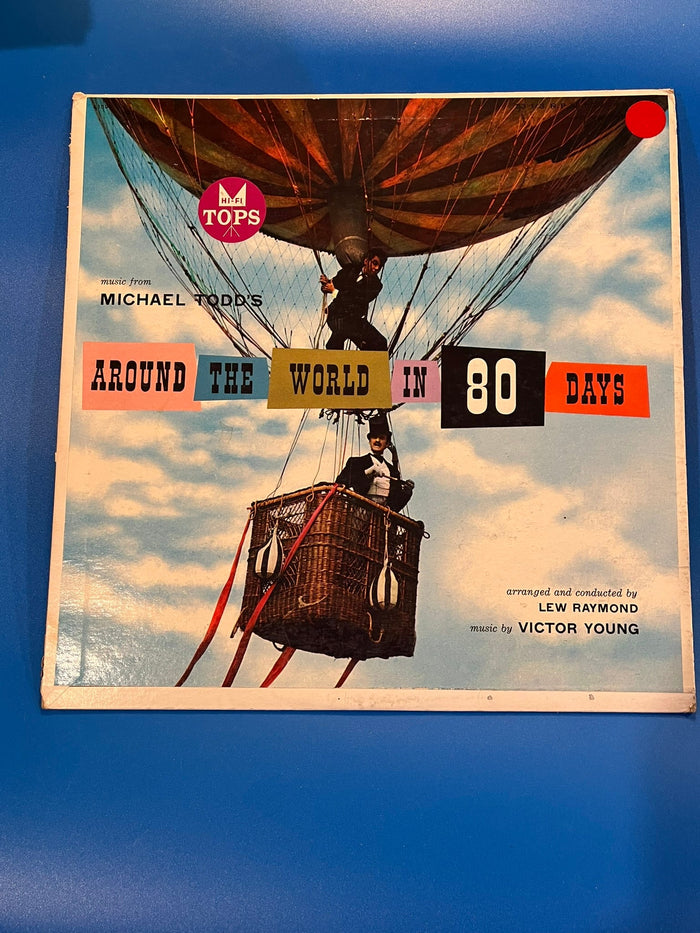 HI-FI
TOPS
music from
MICHAEL TODD'S
AROUND THE WORLD IN 80 DAYS
arranged and conducted by
LEW RAYMOND
music by VICTOR YOUNG